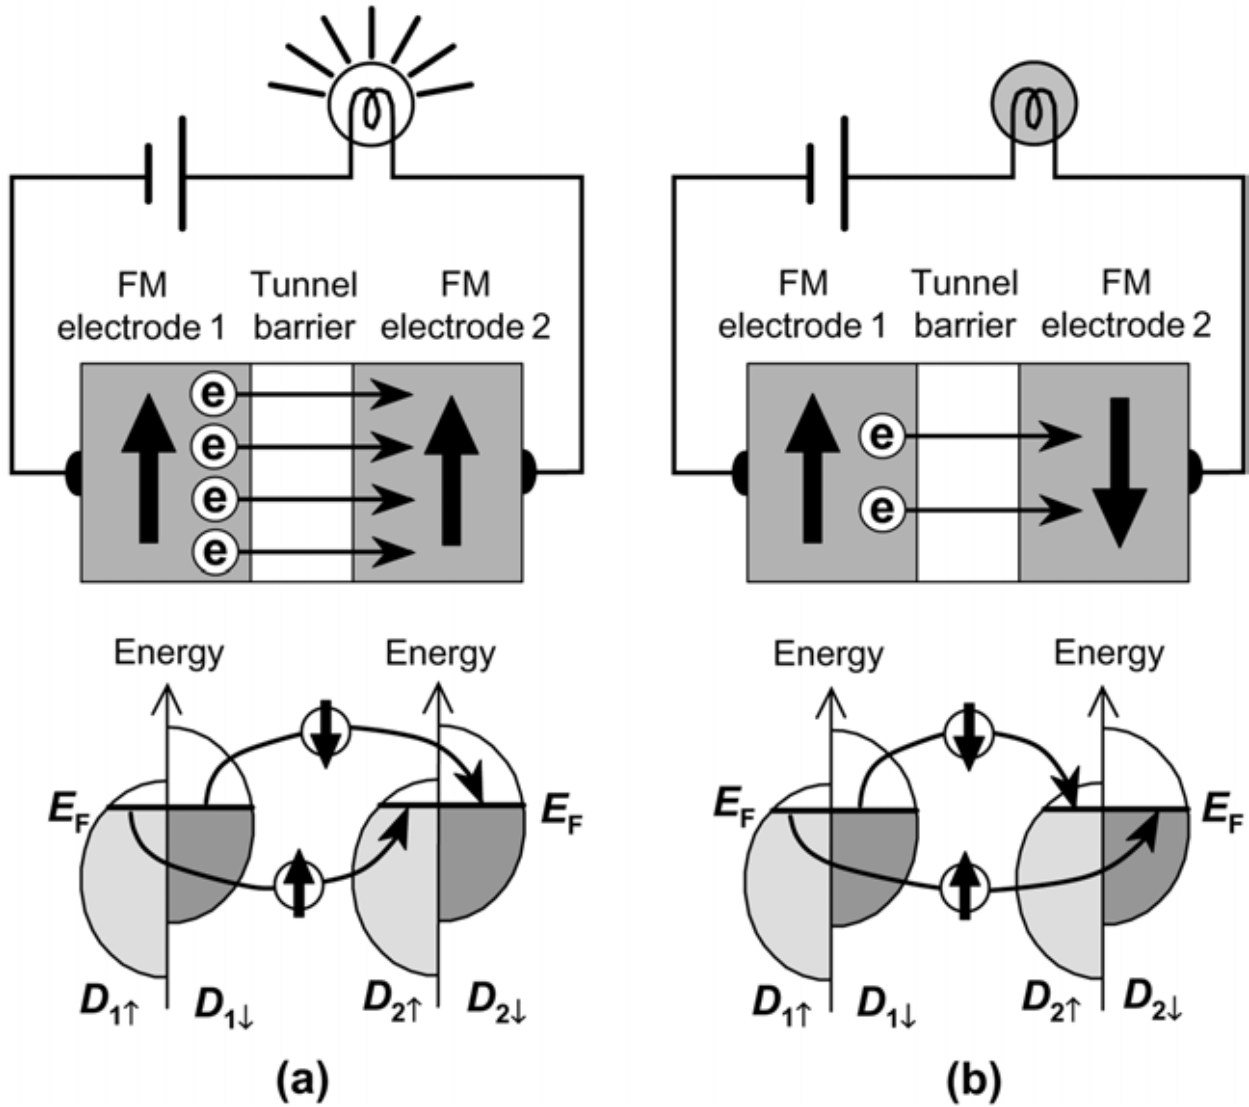 FM
electrode 1
Tunnel
barrier
FM
electrode 2
e
e
e
e
Energy
Energy
E_F
E_F
D_1↑
D_1↓
D_2↑
D_2↓
(a)
FM
electrode 1
Tunnel
barrier
FM
electrode 2
e
e
Energy
Energy
E_F
E_F
D_1↑
D_1↓
D_2↑
D_2↓
(b)